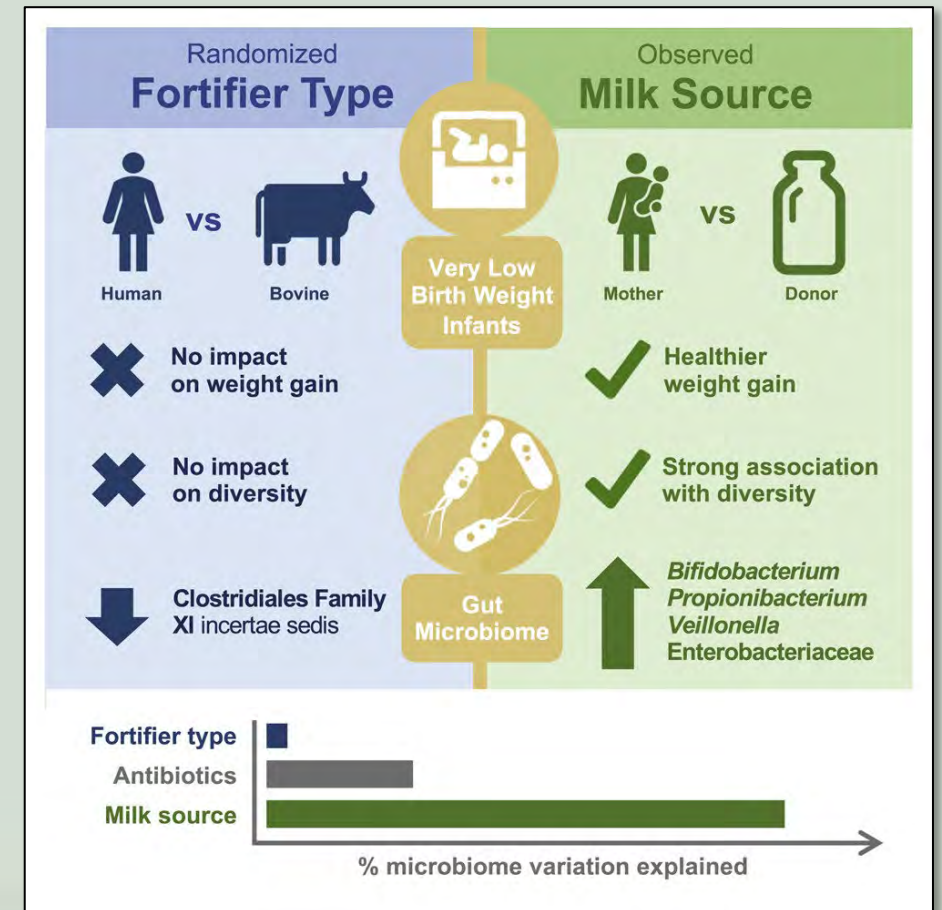 Randomized
Fortifier Type
Human
vs
Bovine
No impact
on weight gain
No impact
on diversity
Clostridiales Family
XI incertae sedis
Very Low
Birth Weight
Infants
Gut
Microbiome
Observed
Milk Source
Mother
vs
Donor
Healthier
weight gain
Strong association
with diversity
Bifidobacterium
Propionibacterium
Veillonella
Enterobacteriaceae
Fortifier type
Antibiotics
Milk source
% microbiome variation explained